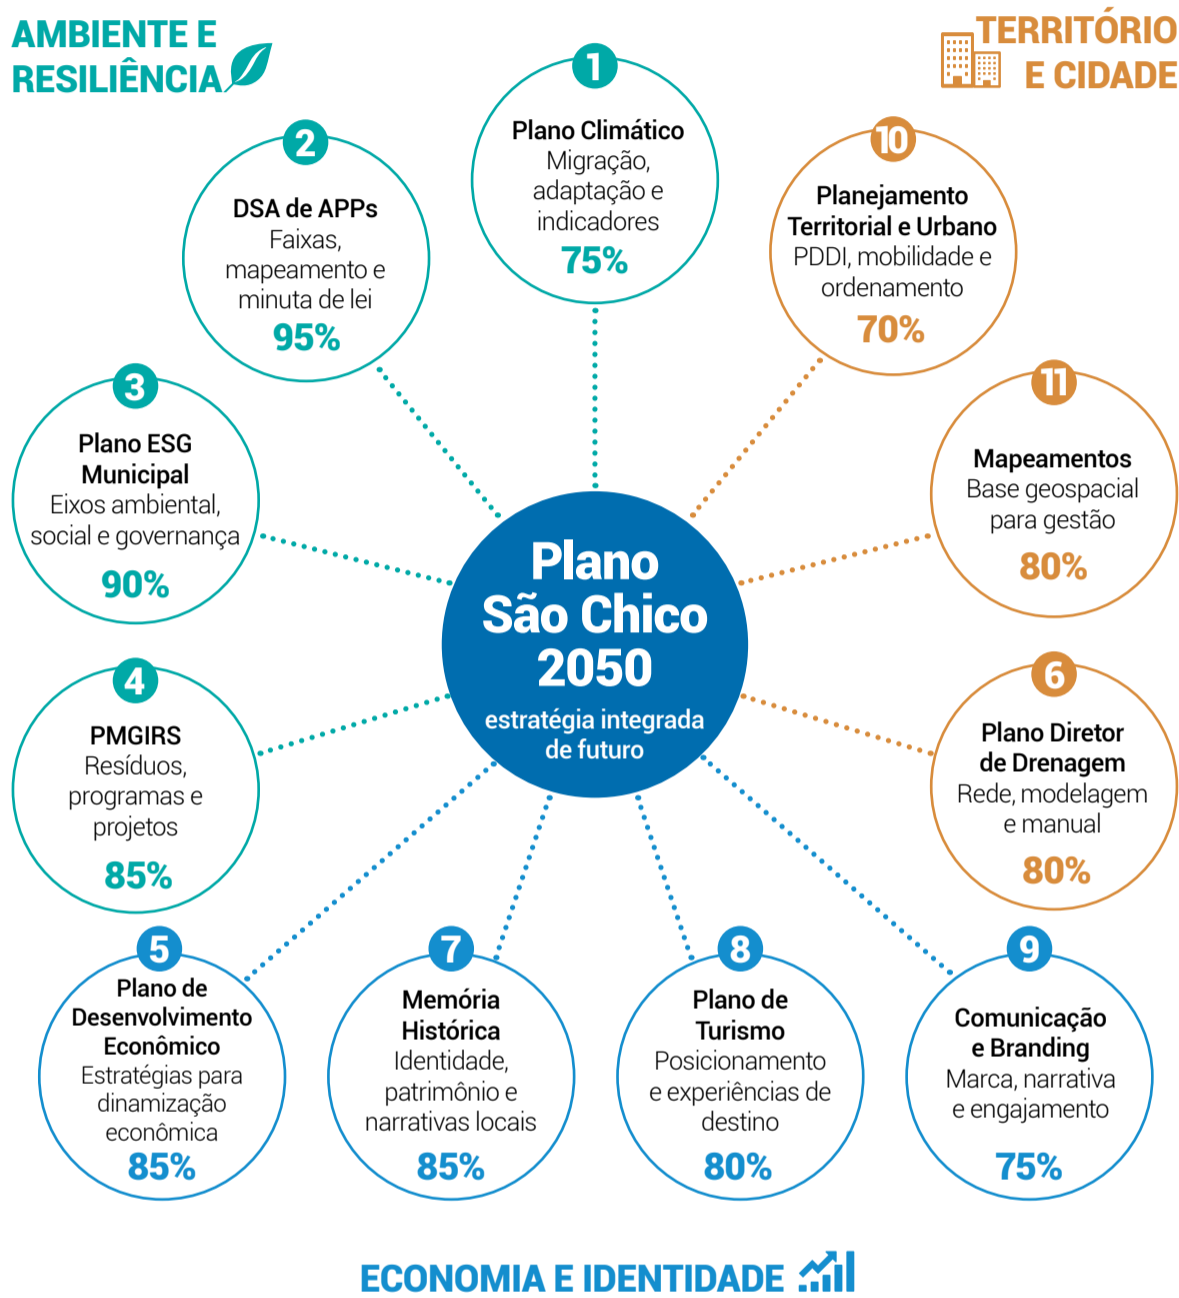 AMBIENTE E
RESILIÊNCIA
TERRITÓRIO
E CIDADE
1
Plano Climático
Migração,
adaptação e
indicadores
75%
2
DSA de APPs
Faixas,
mapeamento e
minuta de lei
95%
3
Plano ESG
Municipal
Eixos ambiental,
social e governança
90%
4
PMGIRS
Resíduos,
programas e
projetos
85%
10
Planejamento
Territorial e Urbano
PDDI, mobilidade e
ordenamento
70%
11
Mapeamentos
Base geospacial
para gestão
80%
6
Plano Diretor
de Drenagem
Rede, modelagem
e manual
80%
Plano
São Chico
2050
estratégia integrada
de futuro
5
Plano de
Desenvolvimento
Econômico
Estratégias para
dinamização
econômica
85%
7
Memória
Histórica
Identidade,
patrimônio e
narrativas locais
85%
8
Plano de
Turismo
Posicionamento
e experiências de
destino
80%
9
Comunicação
e Branding
Marca, narrativa
e engajamento
75%
ECONOMIA E IDENTIDADE